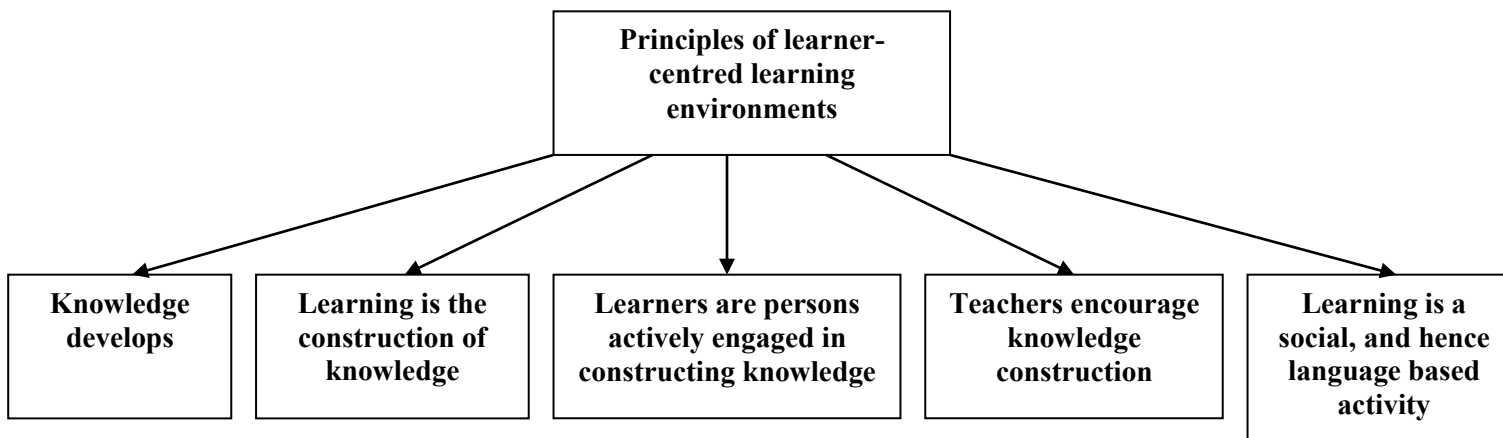 Principles of learner-
centred learning
environments
Knowledge
develops
Learning is the
construction of
knowledge
Learners are persons
actively engaged in
constructing knowledge
Teachers encourage
knowledge
construction
Learning is a
social, and hence
language based
activity